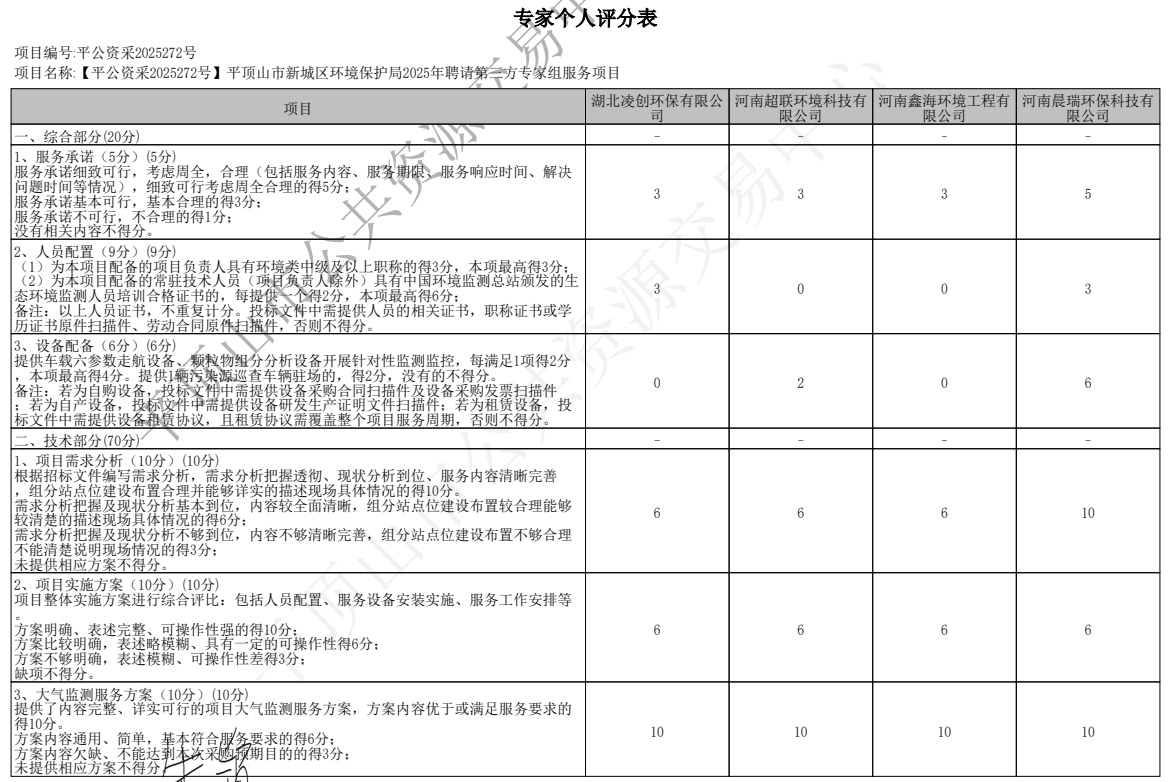 专家个人评分表
项目编号:平公资采2025272号
项目名称:【平公资采2025272号】平顶山市新城区环境保护局2025年聘请第三方专家组服务项目
项目 湖北凌创环保有限公司 河南超联环境科技有限公司 河南鑫海环境工程有限公司 河南晨瑞环保科技有限公司
一、综合部分(20分) - - - -
1、服务承诺（5分）(5分)
服务承诺细致可行，考虑周全，合理（包括服务内容、服务期限、服务响应时间、解决
问题时间等情况），细致可行考虑周全合理的得5分；
服务承诺基本可行，基本合理的得3分；
服务承诺不可行，不合理的得1分；
没有相关内容不得分。
3 3 3 5
2、人员配置（9分）(9分)
（1）为本项目配备的项目负责人具有环境类中级及以上职称的得3分，本项最高得3分；
（2）为本项目配备的常驻技术人员（项目负责人除外）具有中国环境监测总站颁发的生
态环境监测人员培训合格证书的，每提供一个得2分，本项最高得6分；
备注：以上人员证书，不重复计分。投标文件中需提供人员的相关证书，职称证书或学
历证书原件扫描件、劳动合同原件扫描件，否则不得分。
3 0 0 3
3、设备配备（6分）(6分)
提供车载六参数走航设备、颗粒物组分分析设备开展针对性监测监控，每满足1项得2分
，本项最高得4分。提供1辆污染源巡查车辆驻场的，得2分，没有的不得分。
备注：若为自购设备，投标文件中需提供设备采购合同扫描件及设备采购发票扫描件
；若为自产设备，投标文件中需提供设备研发生产证明文件扫描件；若为租赁设备，投
标文件中需提供设备租赁协议，且租赁协议需覆盖整个项目服务周期，否则不得分。
0 2 0 6
二、技术部分(70分) - - - -
1、项目需求分析（10分）(10分)
根据招标文件编写需求分析，需求分析把握透彻、现状分析到位、服务内容清晰完善
，组分站点位建设布置合理并能够详实的描述现场具体情况的得10分。
需求分析把握及现状分析基本到位，内容较全面清晰，组分站点位建设布置较合理能够
较清楚的描述现场具体情况的得6分；
需求分析把握及现状分析不够到位，内容不够清晰完善，组分站点位建设布置不够合理
不能清楚说明现场情况的得3分；
未提供相应方案不得分。
6 6 6 10
2、项目实施方案（10分）(10分)
项目整体实施方案进行综合评比：包括人员配置、服务设备安装实施、服务工作安排等
。
方案明确、表述完整、可操作性强的得10分；
方案比较明确，表述略模糊、具有一定的可操作性得6分；
方案不够明确，表述模糊、可操作性差得3分；
缺项不得分。
6 6 6 6
3、大气监测服务方案（10分）(10分)
提供了内容完整、详实可行的项目大气监测服务方案，方案内容优于或满足服务要求的
得10分。
方案内容通用、简单，基本符合服务要求的得6分；
方案内容欠缺、不能达到本次采购预期目的的得3分；
未提供相应方案不得分
10 10 10 10
平顶山市公共资源交易中
平顶山市公共资源交易中心